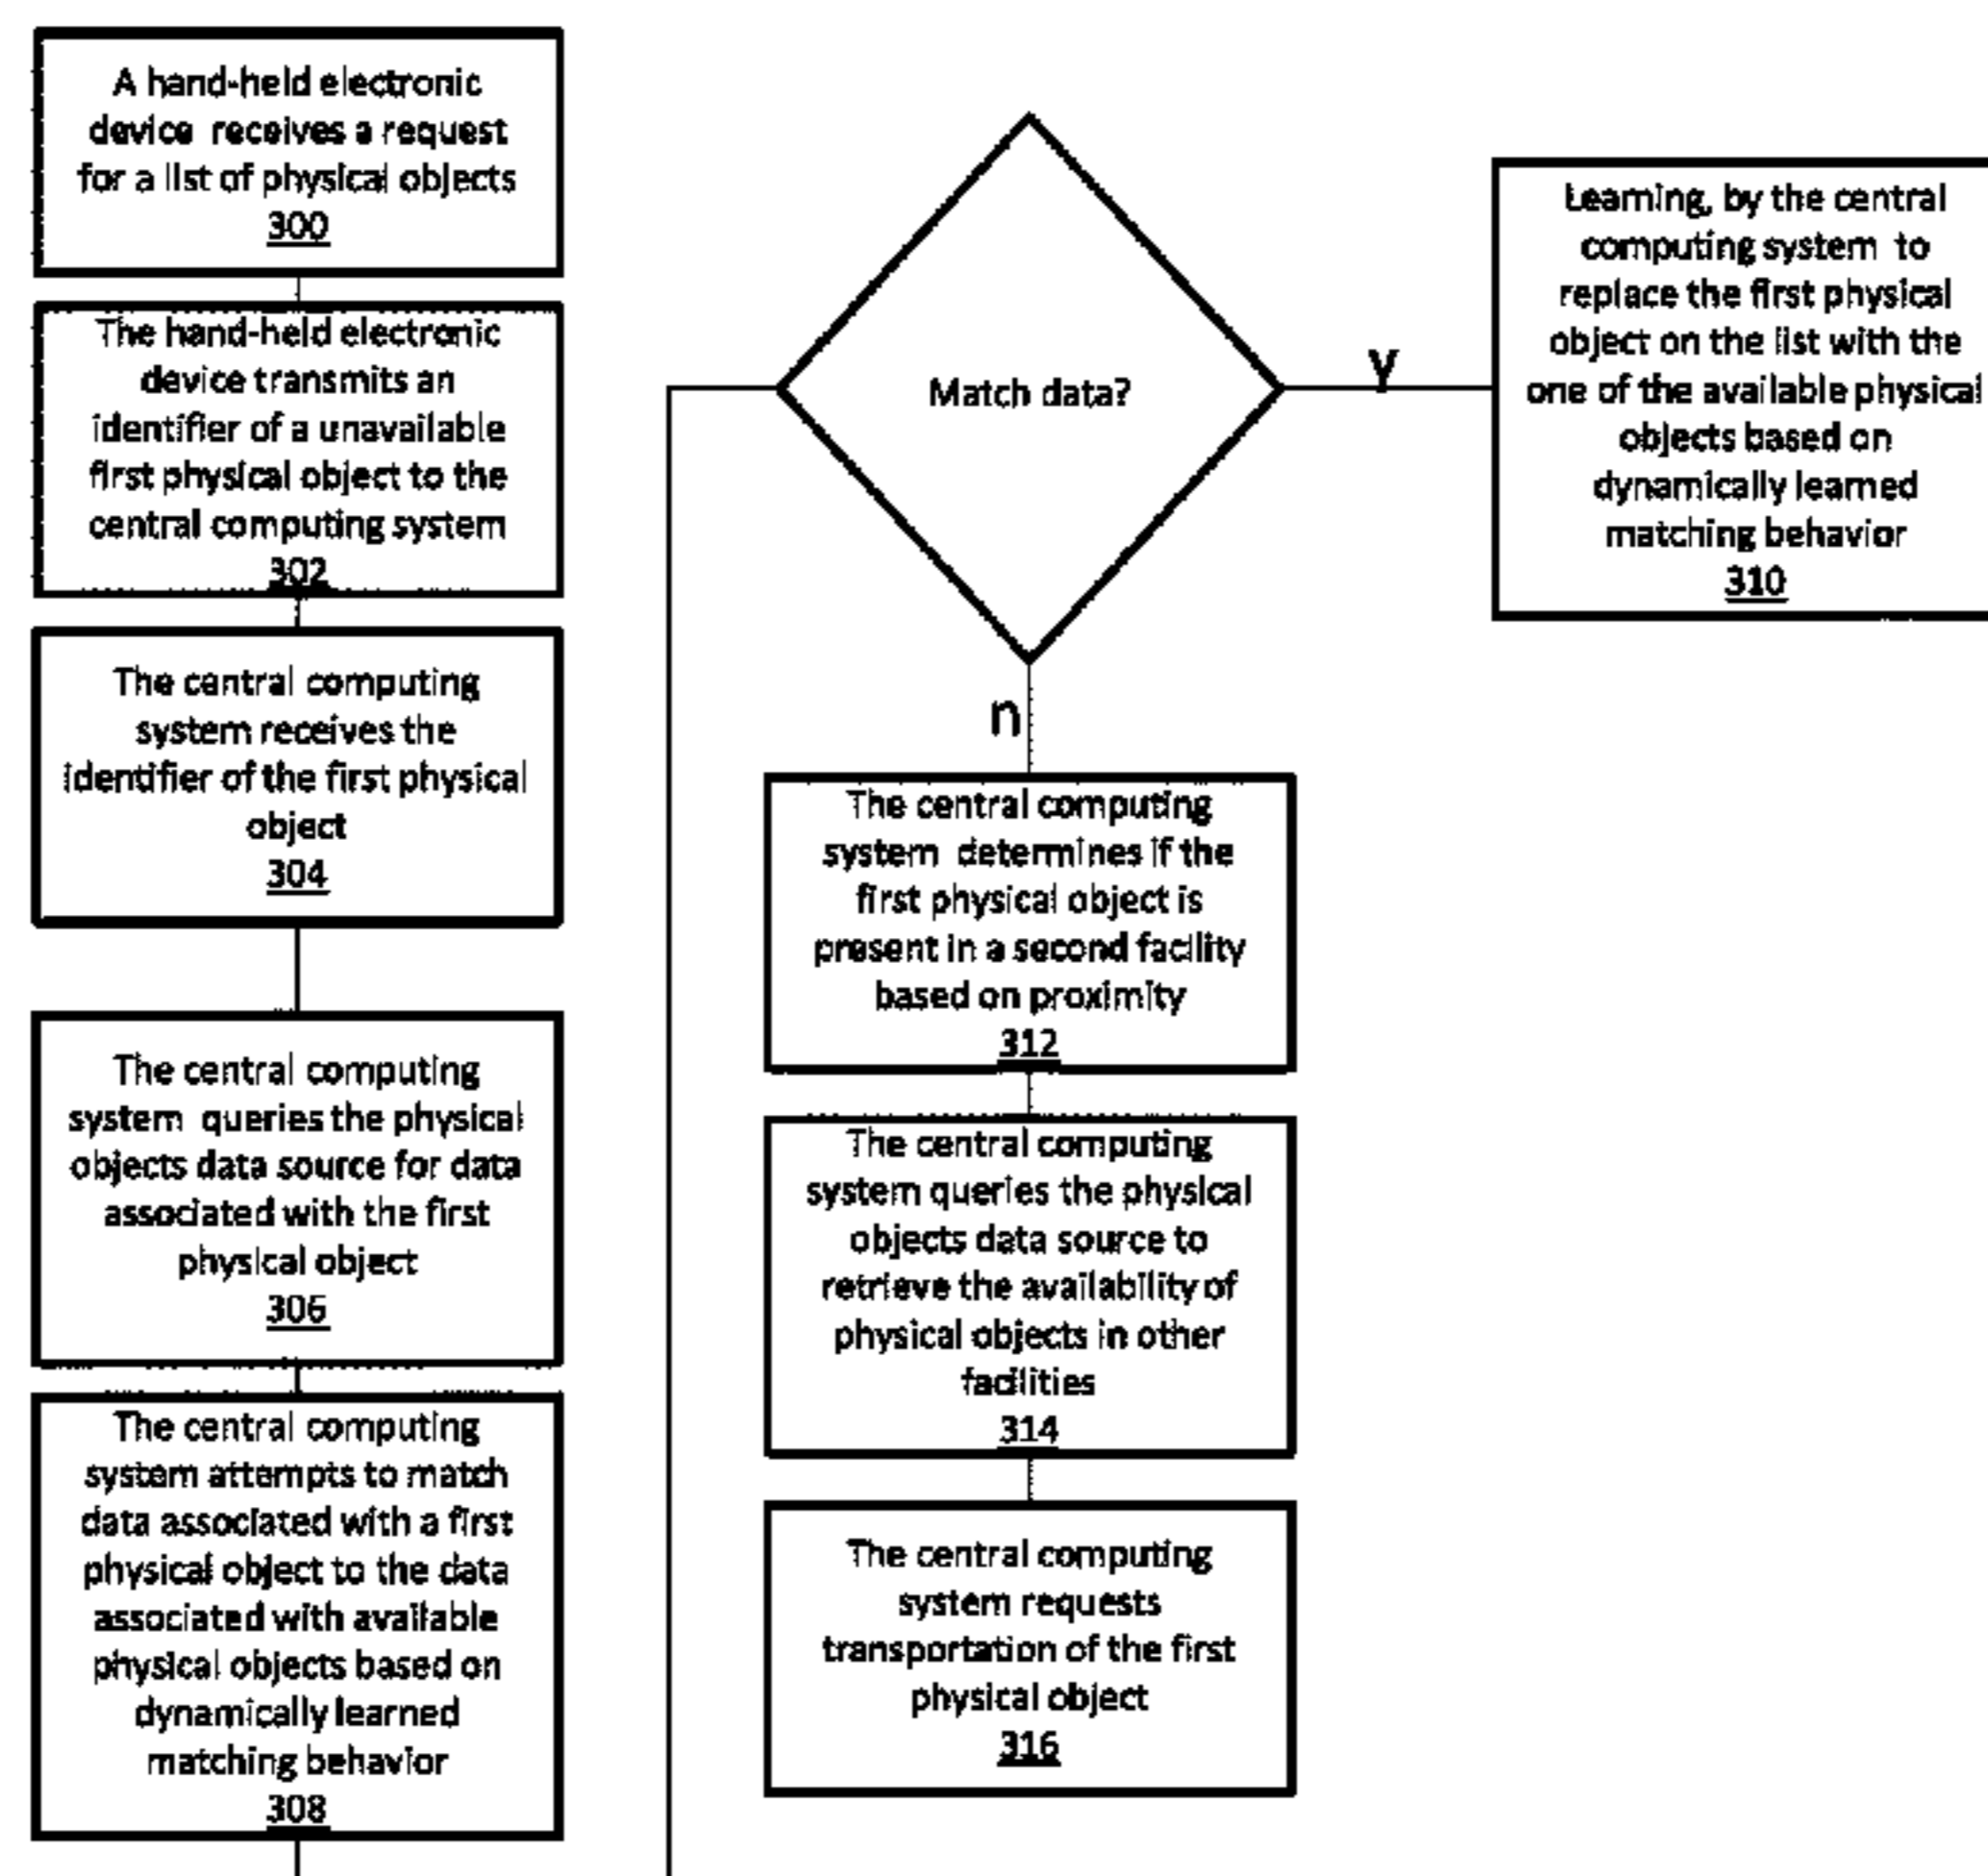 A hand-held electronic
device receives a request
for a list of physical objects
300
The hand-held electronic
device transmits an
identifier of a unavailable
first physical object to the
central computing system
302
The central computing
system receives the
identifier of the first physical
object
304
The central computing
system queries the physical
objects data source for data
associated with the first
physical object
306
The central computing
system attempts to match
data associated with a first
physical object to the data
associated with available
physical objects based on
dynamically learned
matching behavior
308
Match data?
y
n
Learning, by the central
computing system to
replace the first physical
object on the list with the
one of the available physical
objects based on
dynamically learned
matching behavior
310
The central computing
system determines if the
first physical object is
present in a second facility
based on proximity
312
The central computing
system queries the physical
objects data source to
retrieve the availability of
physical objects in other
facilities
314
The central computing
system requests
transportation of the first
physical object
316